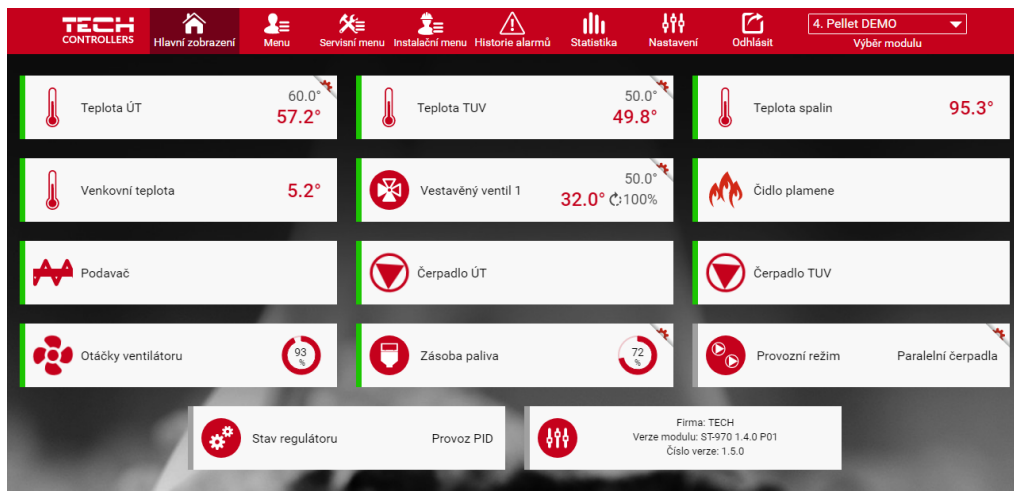 TECH
CONTROLLERS
Hlavní zobrazení
Menu
Servisní menu
Instalační menu
Historie alarmů
Statistika
Nastavení
Odhlásit
4. Pellet DEMO
Výběr modulu
Teplota ÚT
60.0°
57.2°
Teplota TUV
50.0°
49.8°
Teplota spalin
95.3°
Venkovní teplota
5.2°
Vestavěný ventil 1
50.0°
32.0° 100%
Čidlo plamene
Podavač
Čerpadlo ÚT
Čerpadlo TUV
Otáčky ventilátoru
93
%
Zásoba paliva
72
%
Provozní režim
Paralelní čerpadla
Stav regulátoru
Provoz PID
Firma: TECH
Verze modulu: ST-970 1.4.0 P01
Číslo verze: 1.5.0